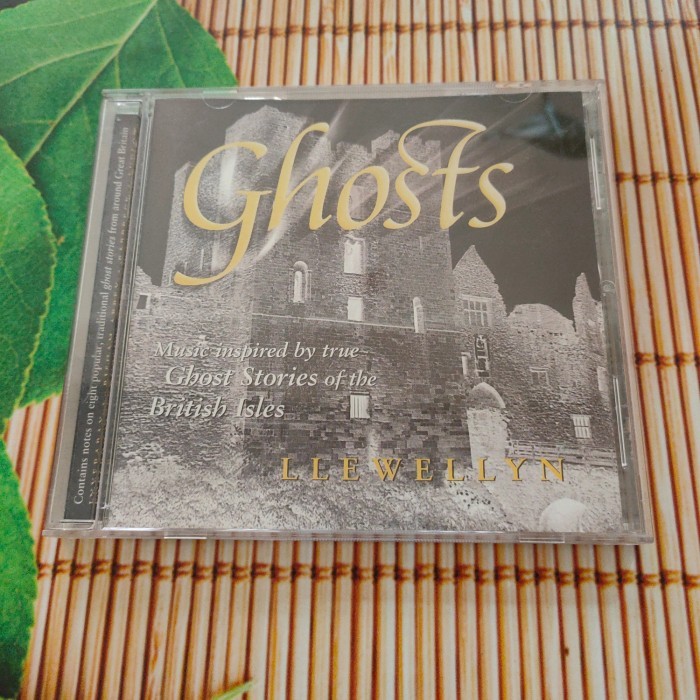 Ghosts
Music inspired by true
Ghost Stories of the
British Isles
LLEWELLYN
Contains notes on eight popular, traditional ghost stories from around Great Britain